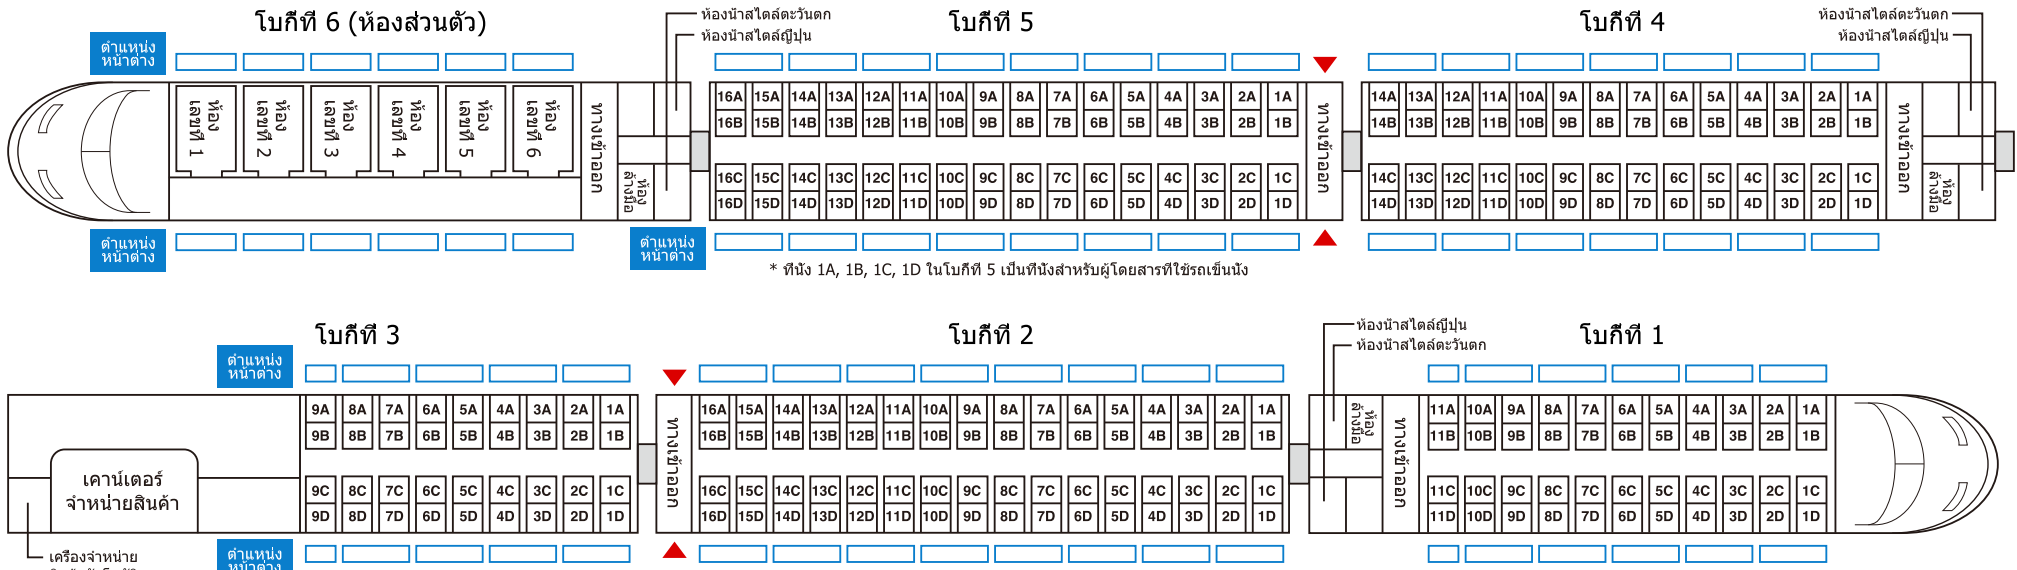 โบกี้ที่ 6 (ห้องส่วนตัว)
โบกี้ที่ 5
โบกี้ที่ 4
ห้องน้ำสไตล์ตะวันตก
ห้องน้ำสไตล์ญี่ปุ่น
ห้องน้ำสไตล์ตะวันตก
ห้องน้ำสไตล์ญี่ปุ่น
ตำแหน่ง
หน้าต่าง
ห้อง
เลขที่ 1
ห้อง
เลขที่ 2
ห้อง
เลขที่ 3
ห้อง
เลขที่ 4
ห้อง
เลขที่ 5
ห้อง
เลขที่ 6
ทางเข้าออก
ห้อง
ล้างมือ
16A 15A 14A 13A 12A 11A 10A 9A 8A 7A 6A 5A 4A 3A 2A 1A
16B 15B 14B 13B 12B 11B 10B 9B 8B 7B 6B 5B 4B 3B 2B 1B
16C 15C 14C 13C 12C 11C 10C 9C 8C 7C 6C 5C 4C 3C 2C 1C
16D 15D 14D 13D 12D 11D 10D 9D 8D 7D 6D 5D 4D 3D 2D 1D
ทางเข้าออก
14A 13A 12A 11A 10A 9A 8A 7A 6A 5A 4A 3A 2A 1A
14B 13B 12B 11B 10B 9B 8B 7B 6B 5B 4B 3B 2B 1B
14C 13C 12C 11C 10C 9C 8C 7C 6C 5C 4C 3C 2C 1C
14D 13D 12D 11D 10D 9D 8D 7D 6D 5D 4D 3D 2D 1D
ทางเข้าออก
ห้อง
ล้างมือ
ตำแหน่ง
หน้าต่าง
ตำแหน่ง
หน้าต่าง
* ที่นั่ง 1A, 1B, 1C, 1D ในโบกี้ที่ 5 เป็นที่นั่งสำหรับผู้โดยสารที่ใช้รถเข็นนั่ง
โบกี้ที่ 3
โบกี้ที่ 2
โบกี้ที่ 1
ห้องน้ำสไตล์ญี่ปุ่น
ห้องน้ำสไตล์ตะวันตก
ตำแหน่ง
หน้าต่าง
เคาน์เตอร์
จำหน่ายสินค้า
9A 8A 7A 6A 5A 4A 3A 2A 1A
9B 8B 7B 6B 5B 4B 3B 2B 1B
9C 8C 7C 6C 5C 4C 3C 2C 1C
9D 8D 7D 6D 5D 4D 3D 2D 1D
ทางเข้าออก
16A 15A 14A 13A 12A 11A 10A 9A 8A 7A 6A 5A 4A 3A 2A 1A
16B 15B 14B 13B 12B 11B 10B 9B 8B 7B 6B 5B 4B 3B 2B 1B
16C 15C 14C 13C 12C 11C 10C 9C 8C 7C 6C 5C 4C 3C 2C 1C
16D 15D 14D 13D 12D 11D 10D 9D 8D 7D 6D 5D 4D 3D 2D 1D
ห้อง
ล้างมือ
ทางเข้าออก
11A 10A 9A 8A 7A 6A 5A 4A 3A 2A 1A
11B 10B 9B 8B 7B 6B 5B 4B 3B 2B 1B
11C 10C 9C 8C 7C 6C 5C 4C 3C 2C 1C
11D 10D 9D 8D 7D 6D 5D 4D 3D 2D 1D
เครื่องจำหน่าย
ตำแหน่ง
หน้าต่าง